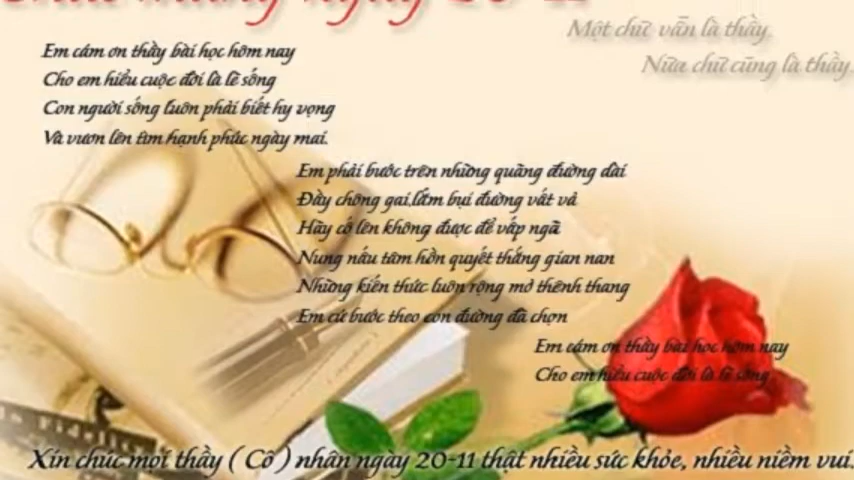 Chúc mừng ngày 20-11
Một chữ vẫn là thầy.
Nửa chữ cũng là thầy.
Em cám ơn thầy bài học hôm nay
Cho em hiểu cuộc đời là lẽ sống
Con người sống luôn phải biết hy vọng
Và vươn lên tìm hạnh phúc ngày mai.
Em phải bước trên những quãng đường dài
Đầy chông gai,lắm bụi đường vất vả
Hãy cố lên không được để vấp ngã
Nung nấu tâm hồn quyết thắng gian nan
Những kiến thức luôn rộng mở thênh thang
Em cứ bước theo con đường đã chọn
Em cám ơn thầy bài học hôm nay
Cho em hiểu cuộc đời là lẽ sống
Xin chúc mọi thầy ( Cô ) nhân ngày 20-11 thật nhiều sức khỏe, nhiều niềm vui.